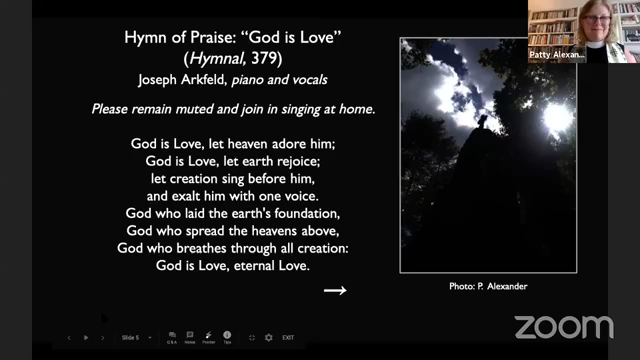 Hymn of Praise: “God is Love”
(Hymnal, 379)
Joseph Arkfeld, piano and vocals
Please remain muted and join in singing at home.
God is Love, let heaven adore him;
God is Love, let earth rejoice;
let creation sing before him,
and exalt him with one voice.
God who laid the earth's foundation,
God who spread the heavens above,
God who breathes through all creation:
God is Love, eternal Love.
→
Patty Alexan...
Photo: P. Alexander
zoom
Slide 5
Q&A
Notes
Pointer
Tips
EXIT